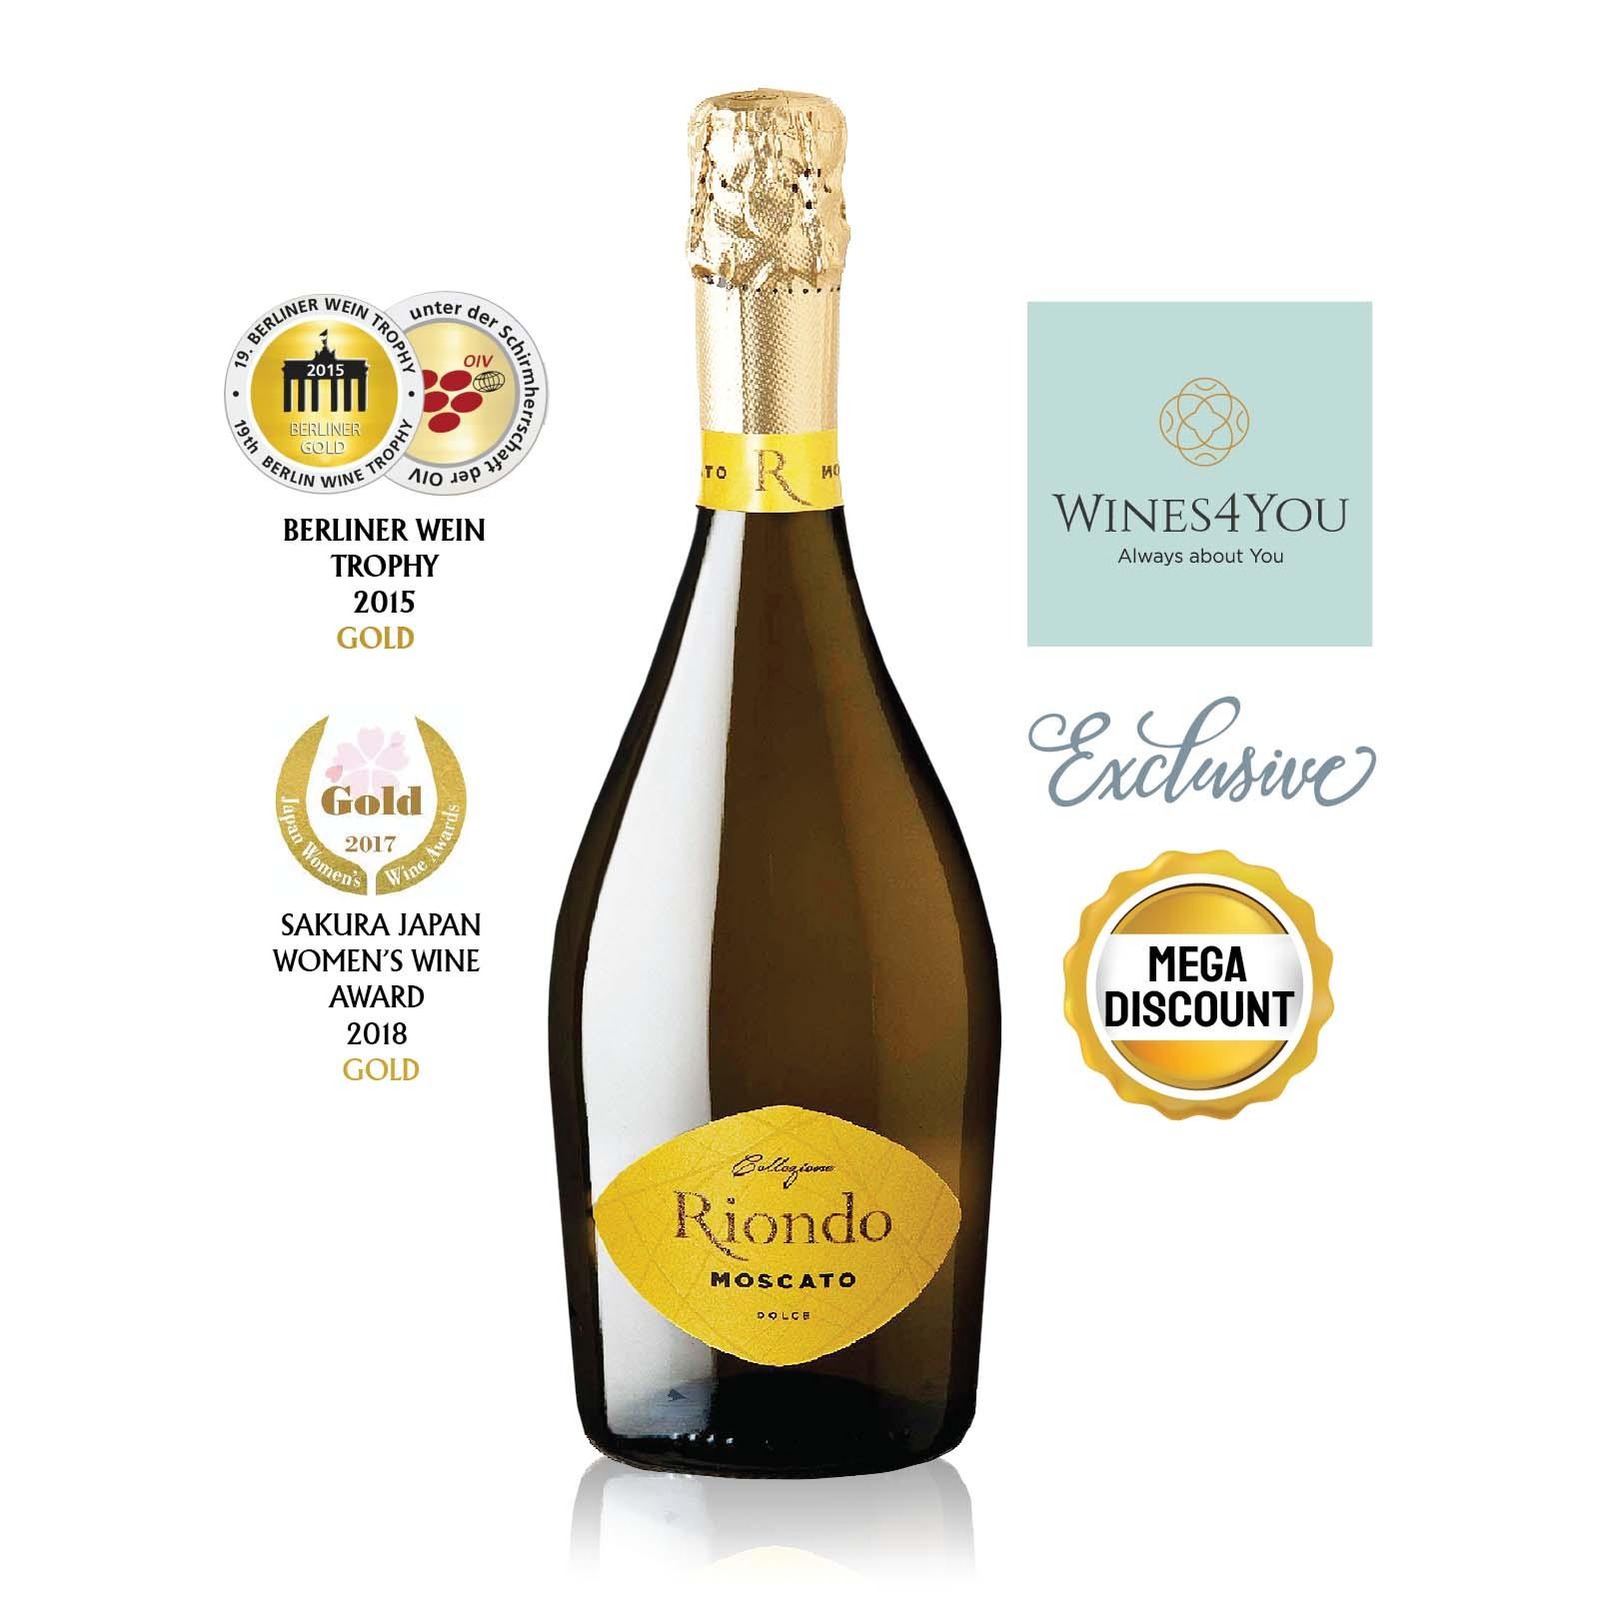 19. BERLINER WEIN TROPHY
2015
BERLINER
GOLD
19th BERLIN WINE TROPHY
unter der Schirmherrschaft der OIV
OIV
BERLINER WEIN
TROPHY
2015
GOLD
Gold
2017
Japan Women's Wine Awards
SAKURA JAPAN
WOMEN'S WINE
AWARD
2018
GOLD
R
Collezione
Riondo
MOSCATO
DOLCE
WINES4YOU
Always about You
Exclusive
MEGA
DISCOUNT